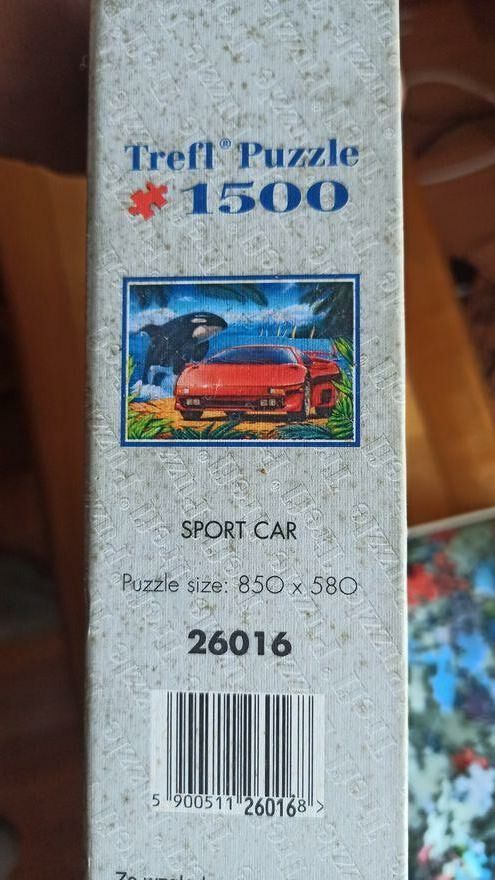 Trefl® Puzzle
1500
SPORT CAR
Puzzle size: 850 x 580
26016
5 900511 260168 >